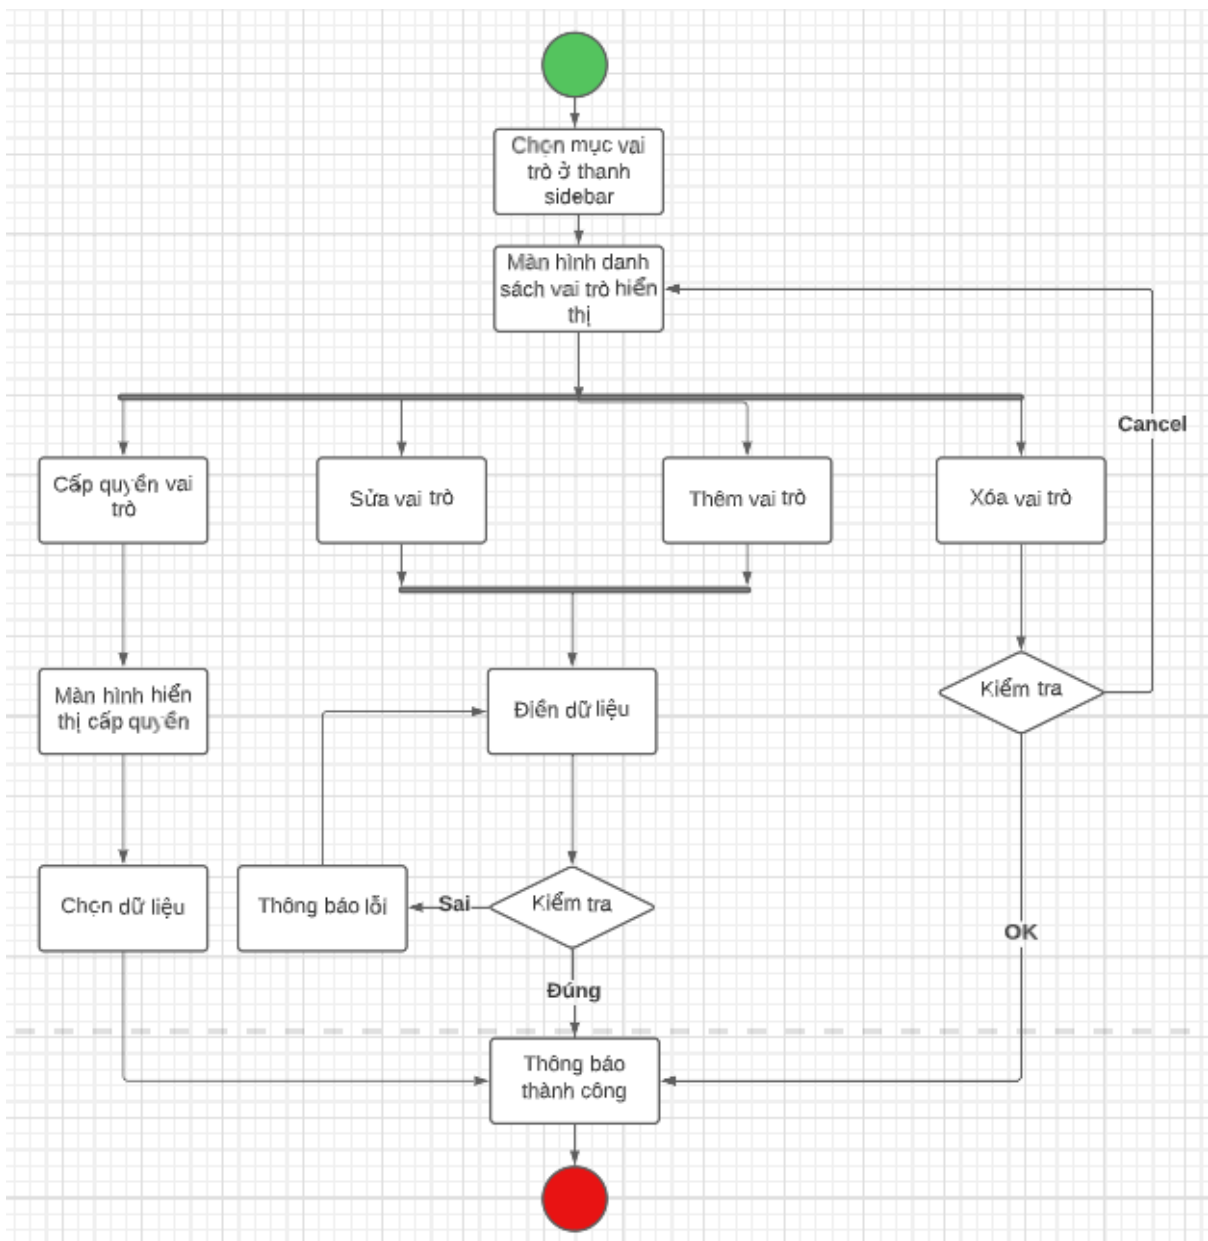 Chọn mục vai
trò ở thanh
sidebar
Màn hình danh
sách vai trò hiển
thị
Cancel
Cấp quyền vai
trò
Sửa vai trò
Thêm vai trò
Xóa vai trò
Màn hình hiển
thị cấp quyền
Điền dữ liệu
Kiểm tra
Chọn dữ liệu
Thông báo lỗi
Sai
Kiểm tra
OK
Đúng
Thông báo
thành công